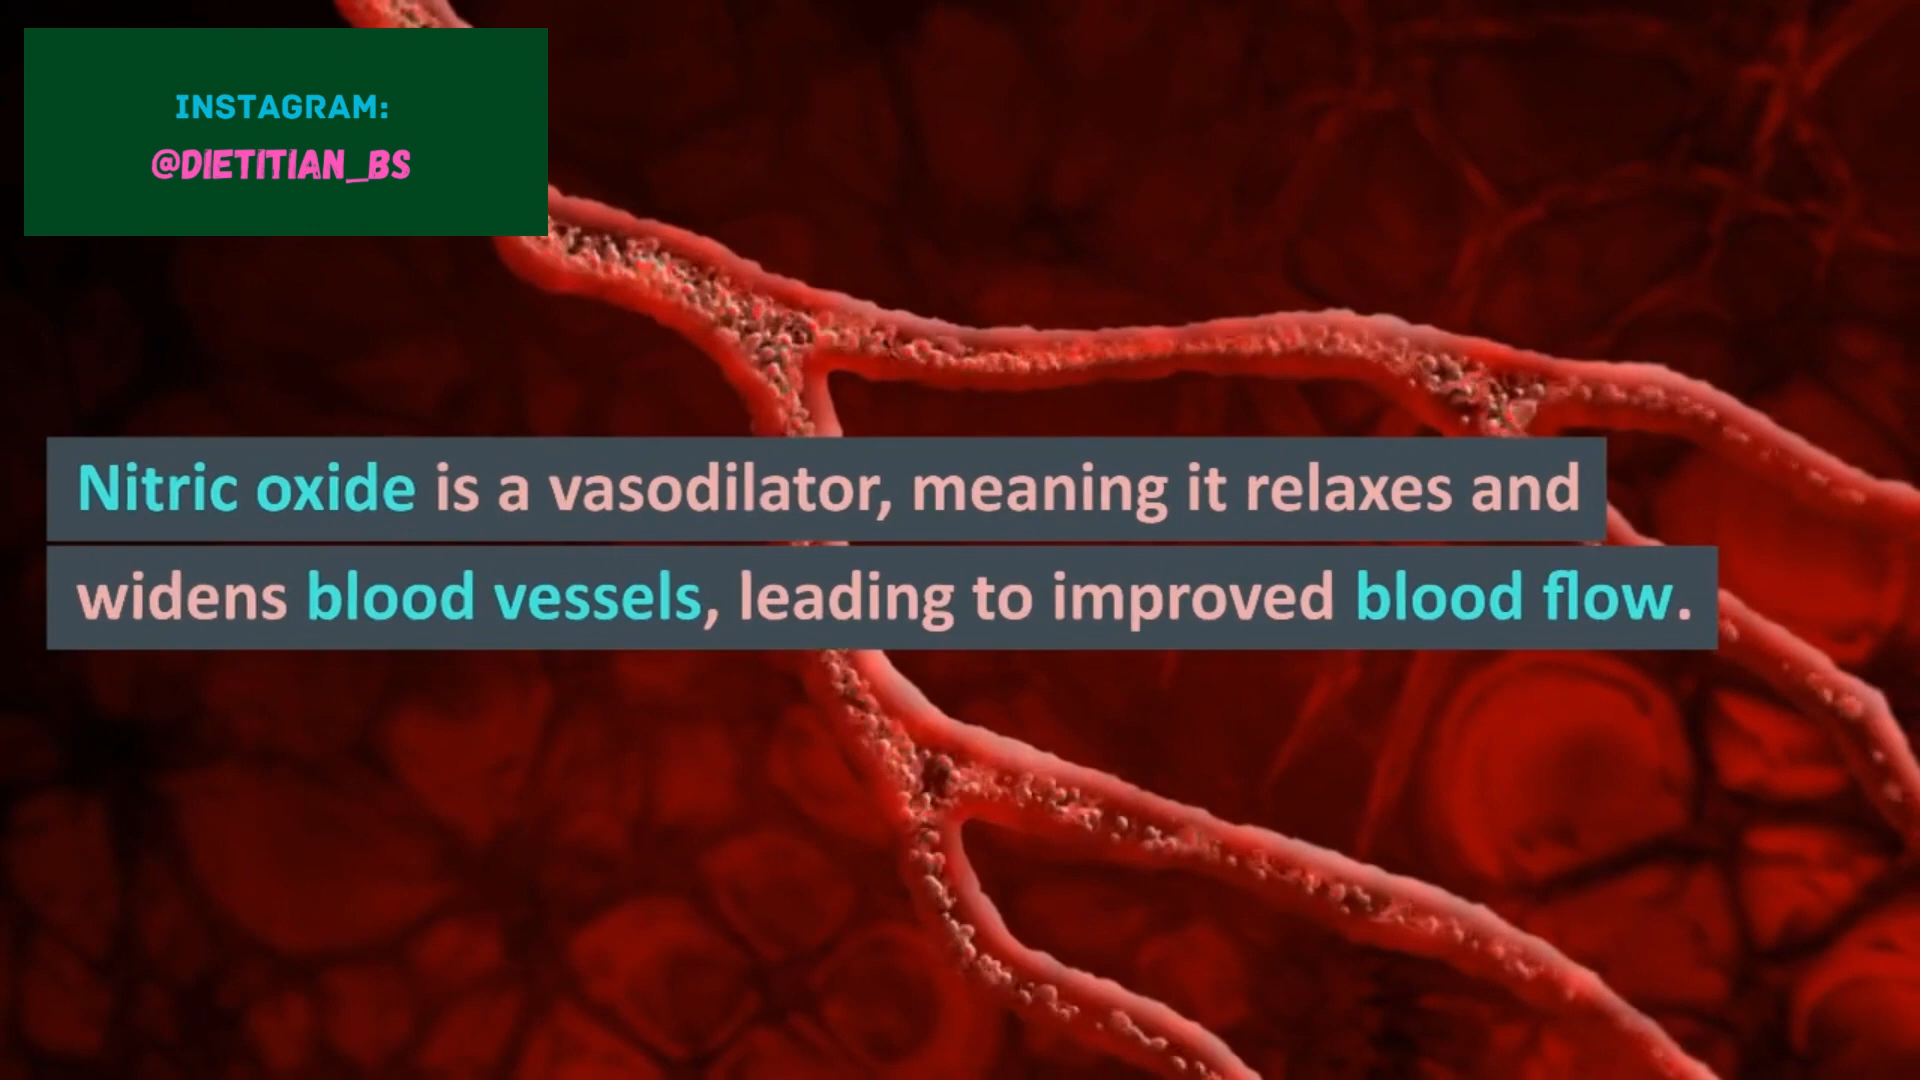 INSTAGRAM:
@DIETITIAN_BS
Nitric oxide is a vasodilator, meaning it relaxes and
widens blood vessels, leading to improved blood flow.